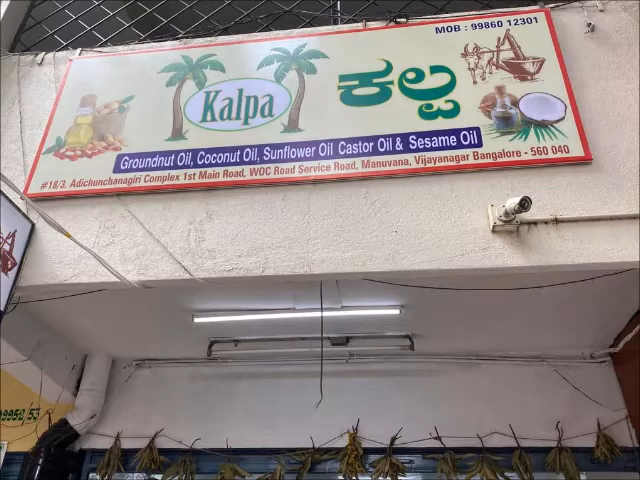 MOB : 99860 12301
Kalpa
ಕಲ್ಪ
Groundnut Oil, Coconut Oil, Sunflower Oil Castor Oil & Sesame Oil
#18/3, Adichunchanagiri Complex 1st Main Road, WOC Road Service Road, Manuvana, Vijayanagar Bangalore - 560 040